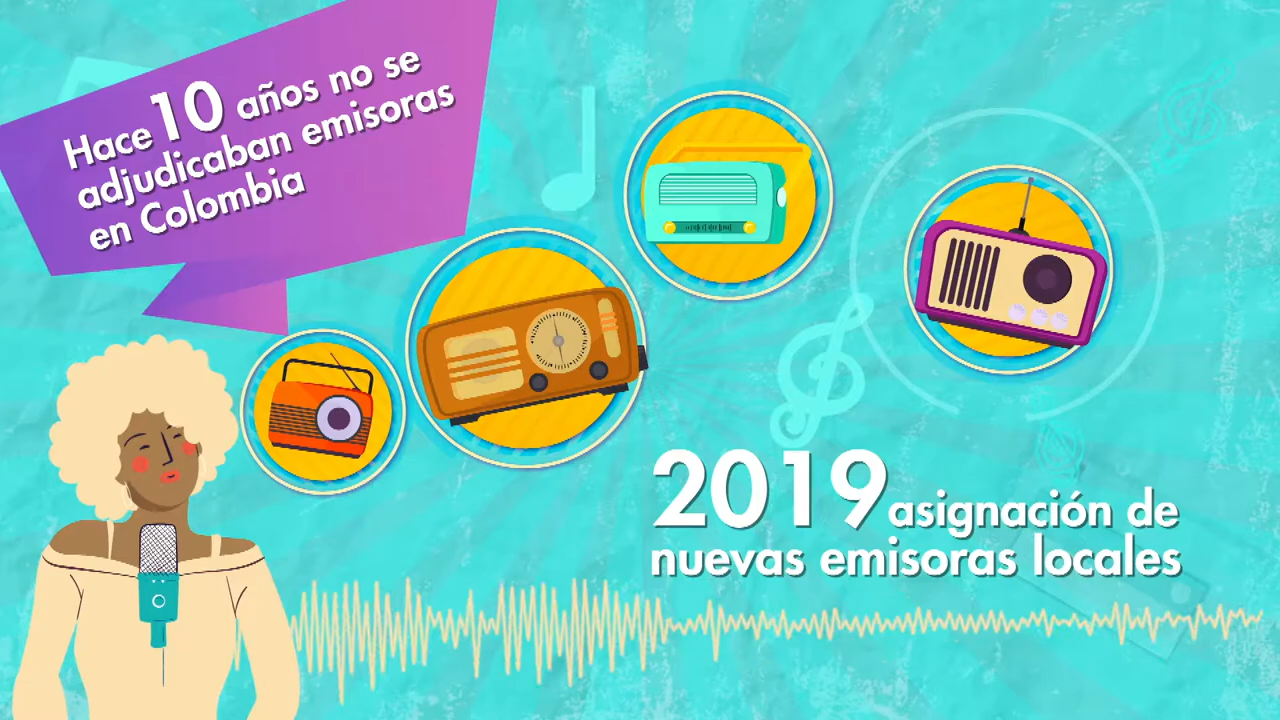 Hace 10 años no se
adjudicaban emisoras
en Colombia
2019 asignación de
nuevas emisoras locales